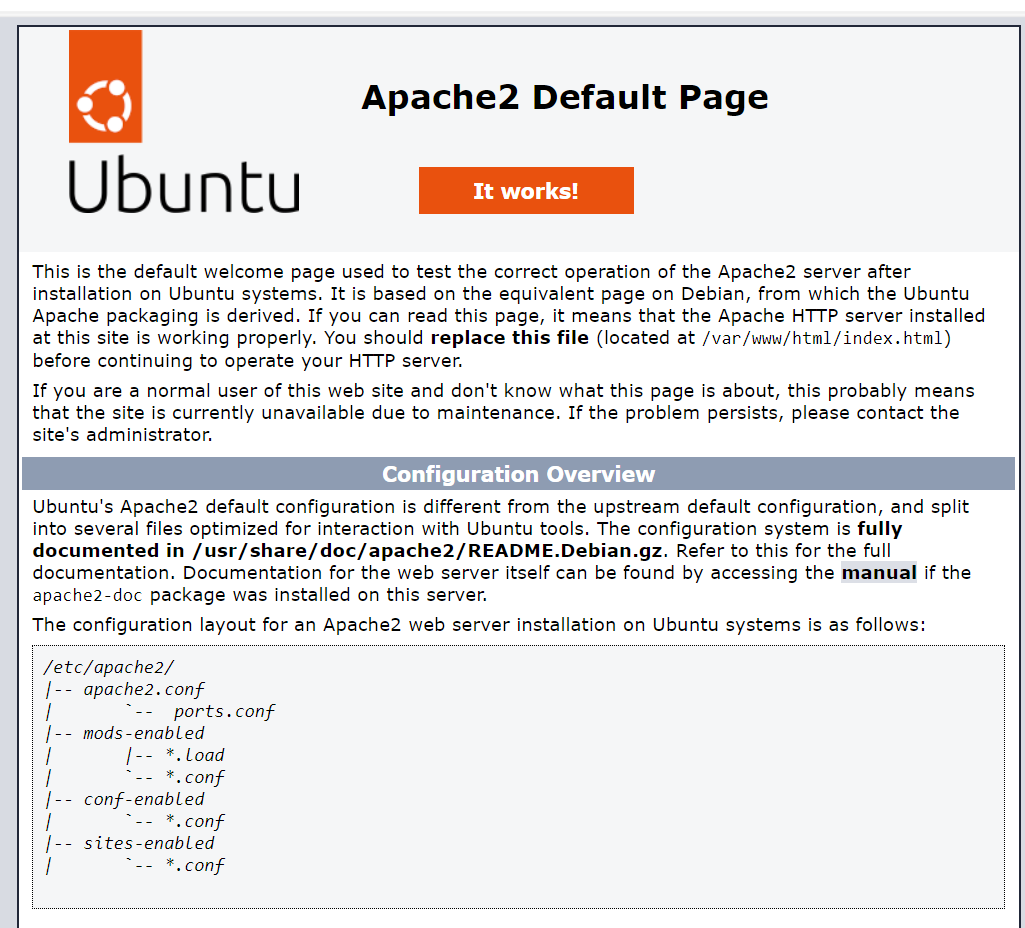 Ubuntu
Apache2 Default Page
It works!
This is the default welcome page used to test the correct operation of the Apache2 server after
installation on Ubuntu systems. It is based on the equivalent page on Debian, from which the Ubuntu
Apache packaging is derived. If you can read this page, it means that the Apache HTTP server installed
at this site is working properly. You should replace this file (located at /var/www/html/index.html)
before continuing to operate your HTTP server.
If you are a normal user of this web site and don't know what this page is about, this probably means
that the site is currently unavailable due to maintenance. If the problem persists, please contact the
site's administrator.
Configuration Overview
Ubuntu's Apache2 default configuration is different from the upstream default configuration, and split
into several files optimized for interaction with Ubuntu tools. The configuration system is fully
documented in /usr/share/doc/apache2/README.Debian.gz. Refer to this for the full
documentation. Documentation for the web server itself can be found by accessing the manual if the
apache2-doc package was installed on this server.
The configuration layout for an Apache2 web server installation on Ubuntu systems is as follows:
/etc/apache2/
|-- apache2.conf
|       `--  ports.conf
|-- mods-enabled
|       |-- *.load
|       `-- *.conf
|-- conf-enabled
|       `-- *.conf
|-- sites-enabled
|       `-- *.conf